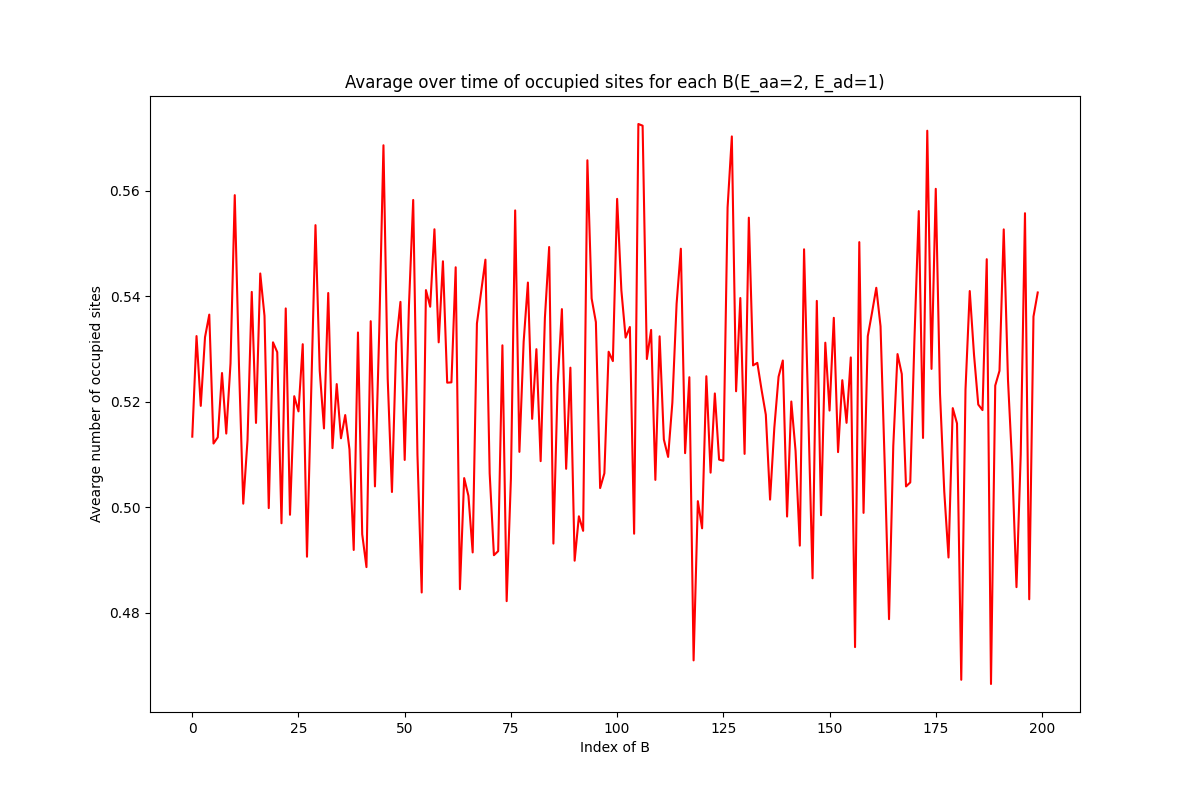 Avarage over time of occupied sites for each B(E_aa=2, E_ad=1)
Avearge number of occupied sites
0.56
0.54
0.52
0.50
0.48
0 25 50 75 100 125 150 175 200
Index of B